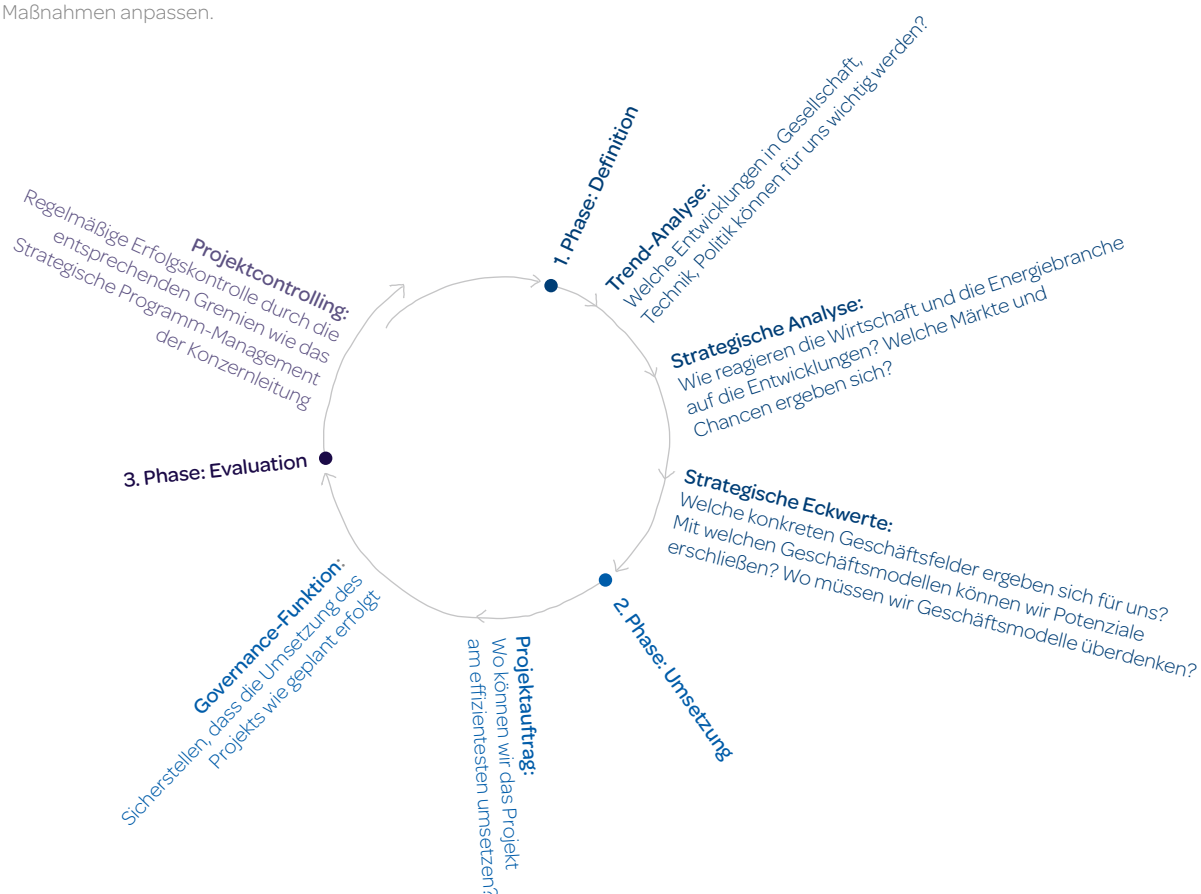 Maßnahmen anpassen.
1. Phase: Definition
Trend-Analyse:
Welche Entwicklungen in Gesellschaft,
Technik, Politik können für uns wichtig werden?
Strategische Analyse:
Wie reagieren die Wirtschaft und die Energiebranche
auf die Entwicklungen? Welche Märkte und
Chancen ergeben sich?
Strategische Eckwerte:
Welche konkreten Geschäftsfelder ergeben sich für uns?
Mit welchen Geschäftsmodellen können wir Potenziale
erschließen? Wo müssen wir Geschäftsmodelle überdenken?
2. Phase: Umsetzung
Projektauftrag:
Wo können wir das Projekt
am effizientesten umsetzen?
Governance-Funktion:
Sicherstellen, dass die Umsetzung des
Projekts wie geplant erfolgt
3. Phase: Evaluation
Projektcontrolling:
Regelmäßige Erfolgskontrolle durch die
entsprechenden Gremien wie das
Strategische Programm-Management
der Konzernleitung